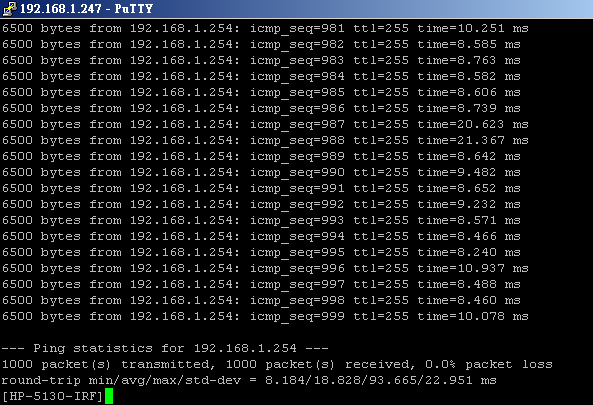 192.168.1.247 - PuTTY
6500 bytes from 192.168.1.254: icmp_seq=981 ttl=255 time=10.251 ms
6500 bytes from 192.168.1.254: icmp_seq=982 ttl=255 time=8.585 ms
6500 bytes from 192.168.1.254: icmp_seq=983 ttl=255 time=8.763 ms
6500 bytes from 192.168.1.254: icmp_seq=984 ttl=255 time=8.582 ms
6500 bytes from 192.168.1.254: icmp_seq=985 ttl=255 time=8.606 ms
6500 bytes from 192.168.1.254: icmp_seq=986 ttl=255 time=8.739 ms
6500 bytes from 192.168.1.254: icmp_seq=987 ttl=255 time=20.623 ms
6500 bytes from 192.168.1.254: icmp_seq=988 ttl=255 time=21.367 ms
6500 bytes from 192.168.1.254: icmp_seq=989 ttl=255 time=8.642 ms
6500 bytes from 192.168.1.254: icmp_seq=990 ttl=255 time=9.482 ms
6500 bytes from 192.168.1.254: icmp_seq=991 ttl=255 time=8.652 ms
6500 bytes from 192.168.1.254: icmp_seq=992 ttl=255 time=9.232 ms
6500 bytes from 192.168.1.254: icmp_seq=993 ttl=255 time=8.571 ms
6500 bytes from 192.168.1.254: icmp_seq=994 ttl=255 time=8.466 ms
6500 bytes from 192.168.1.254: icmp_seq=995 ttl=255 time=8.240 ms
6500 bytes from 192.168.1.254: icmp_seq=996 ttl=255 time=10.937 ms
6500 bytes from 192.168.1.254: icmp_seq=997 ttl=255 time=8.488 ms
6500 bytes from 192.168.1.254: icmp_seq=998 ttl=255 time=8.460 ms
6500 bytes from 192.168.1.254: icmp_seq=999 ttl=255 time=10.078 ms
--- Ping statistics for 192.168.1.254 ---
1000 packet(s) transmitted, 1000 packet(s) received, 0.0% packet loss
round-trip min/avg/max/std-dev = 8.184/18.828/93.665/22.951 ms
[HP-5130-IRF]